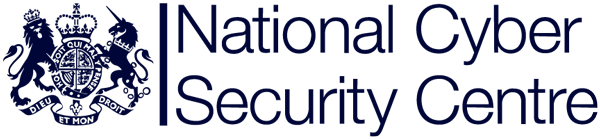 National Cyber
Security Centre
DIEU
ET MON
DROIT